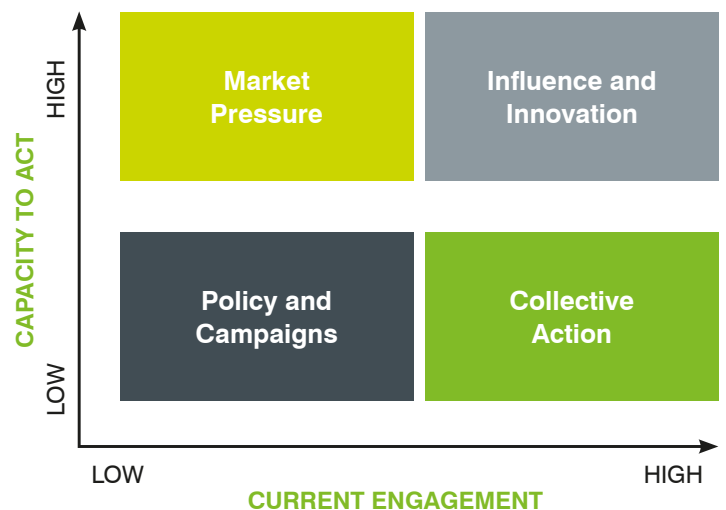 HIGH
Market
Pressure
Influence and
Innovation
CAPACITY TO ACT
Policy and
Campaigns
Collective
Action
LOW
LOW
HIGH
CURRENT ENGAGEMENT